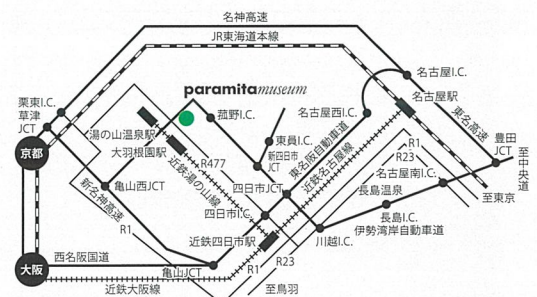 名神高速
JR東海道本線
栗東I.C.
草津
JCT
京都
paramitamuseum
菰野I.C.
湯の山温泉駅
大羽根園駅
R477
近鉄湯の山線
新名神高速
亀山西JCT
R1
東員I.C.
新四日市
JCT
四日市JCT
四日市I.C.
近鉄四日市駅
名古屋西I.C.
東名阪自動車道
近鉄名古屋線
名古屋I.C.
名古屋駅
東名高速
豊田
JCT
至中央道
至東京
R1
R23
名古屋南I.C.
長島温泉
長島I.C.
伊勢湾岸自動車道
川越I.C.
大阪
西名阪国道
亀山JCT
近鉄大阪線
R1
R23
至鳥羽